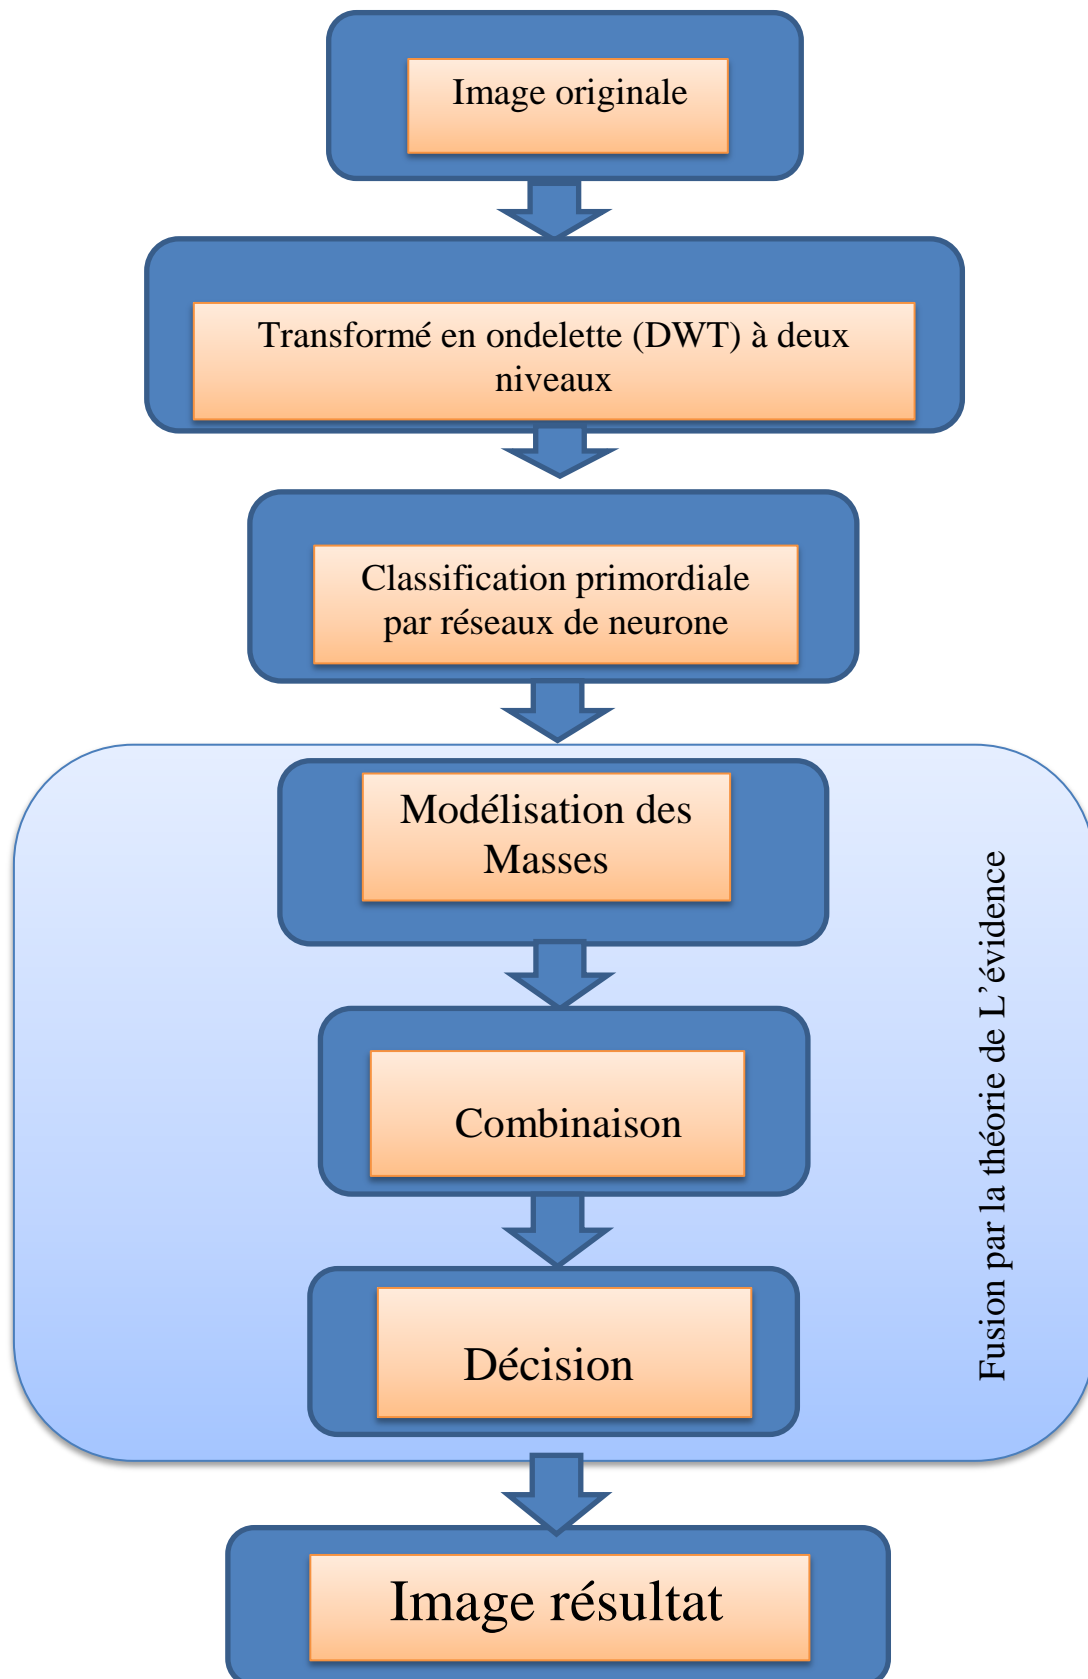 Image originale
Transformé en ondelette (DWT) à deux
niveaux
Classification primordiale
par réseaux de neurone
Modélisation des
Masses
Combinaison
Décision
Fusion par la théorie de L’évidence
Image résultat